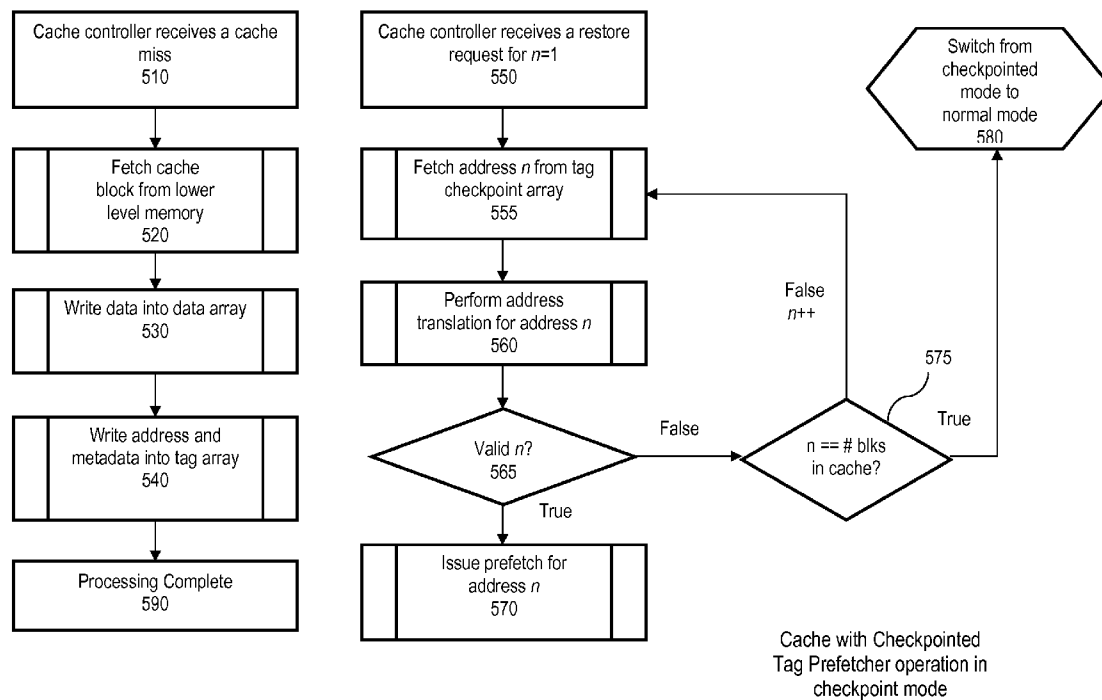 Cache controller receives a cache
miss
510
Fetch cache
block from lower
level memory
520
Write data into data array
530
Write address and
metadata into tag array
540
Processing Complete
590
Cache controller receives a restore
request for n=1
550
Fetch address n from tag
checkpoint array
555
Perform address
translation for address n
560
Valid n?
565
False
True
Issue prefetch for
address n
570
n == # blks
in cache?
575
False
n++
True
Switch from
checkpointed
mode to
normal mode
580
Cache with Checkpointed
Tag Prefetcher operation in
checkpoint mode